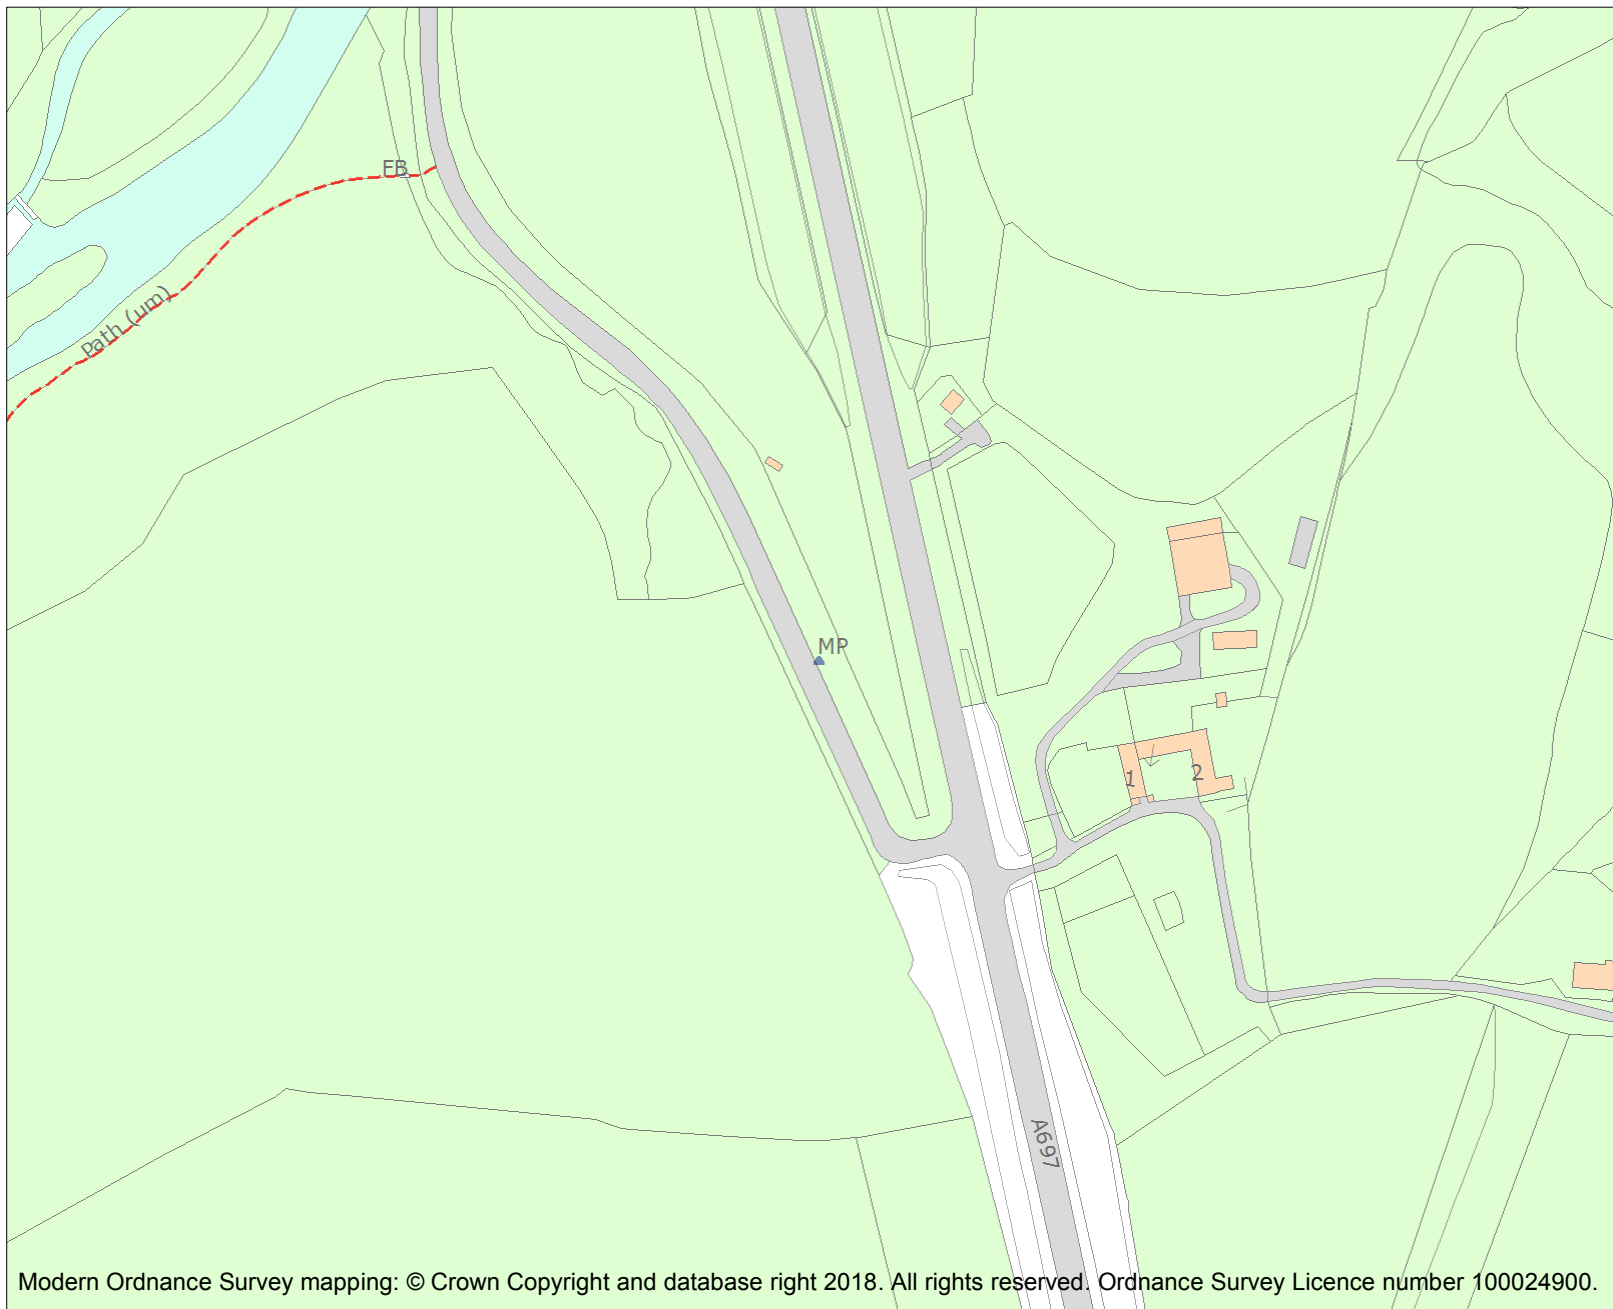 EB
Path (um)
MP
1
2
A697
Modern Ordnance Survey mapping: © Crown Copyright and database right 2018. All rights reserved. Ordnance Survey Licence number 100024900.